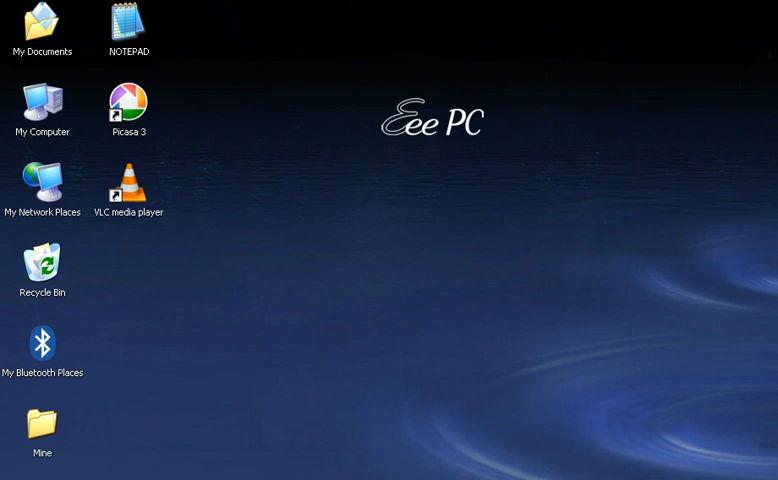 My Documents
NOTEPAD
My Computer
Picasa 3
Eee PC
My Network Places
VLC media player
Recycle Bin
My Bluetooth Places
Mine